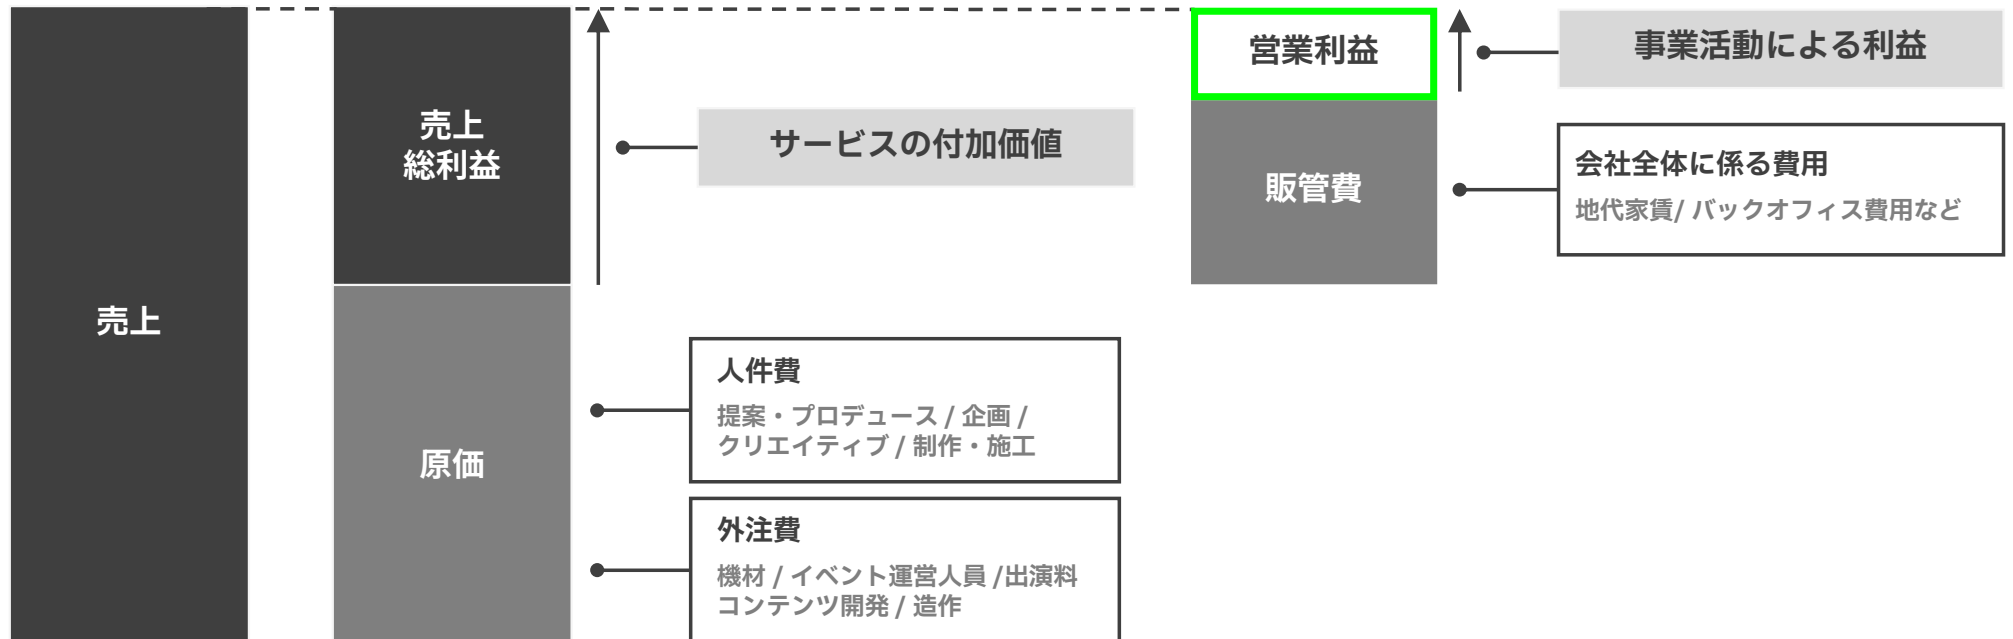 売上
売上
総利益
原価
サービスの付加価値
人件費
提案・プロデュース / 企画 /
クリエイティブ / 制作・施工
外注費
機材 / イベント運営人員 /出演料
コンテンツ開発 / 造作
営業利益
販管費
事業活動による利益
会社全体に係る費用
地代家賃/ バックオフィス費用など